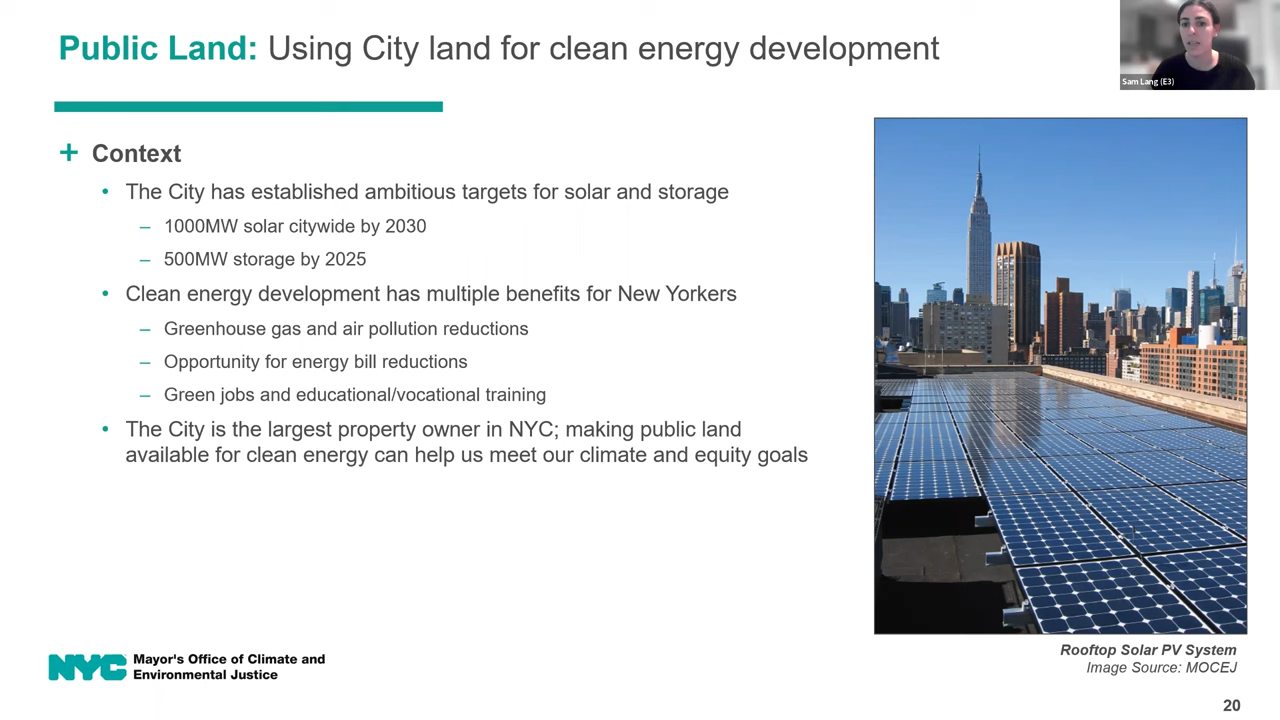 Public Land: Using City land for clean energy development
Sam Lang (E3)
+ Context
• The City has established ambitious targets for solar and storage
– 1000MW solar citywide by 2030
– 500MW storage by 2025
• Clean energy development has multiple benefits for New Yorkers
– Greenhouse gas and air pollution reductions
– Opportunity for energy bill reductions
– Green jobs and educational/vocational training
• The City is the largest property owner in NYC; making public land
available for clean energy can help us meet our climate and equity goals
NYC
Mayor's Office of Climate and
Environmental Justice
Rooftop Solar PV System
Image Source: MOCEJ
20